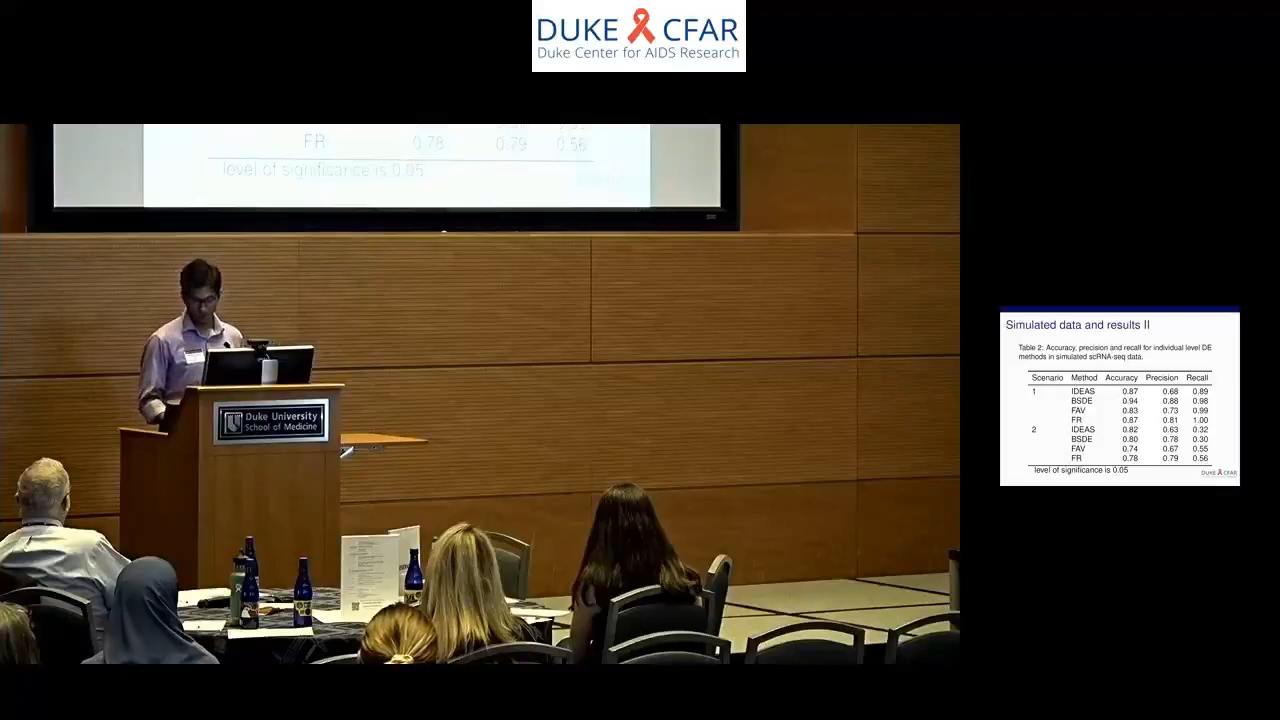 DUKE CFAR
Duke Center for AIDS Research
FR 0.78 0.79 0.56
level of significance is 0.05
Duke University
School of Medicine
Simulated data and results II
Table 2: Accuracy, precision and recall for individual level DE
methods in simulated scRNA-seq data.
Scenario Method Accuracy Precision Recall
1 IDEAS 0.87 0.68 0.89
BSDE 0.94 0.88 0.98
FAV 0.83 0.73 0.99
FR 0.87 0.81 1.00
2 IDEAS 0.82 0.63 0.32
BSDE 0.80 0.78 0.30
FAV 0.74 0.67 0.55
FR 0.78 0.79 0.56
level of significance is 0.05
DUKE CFAR